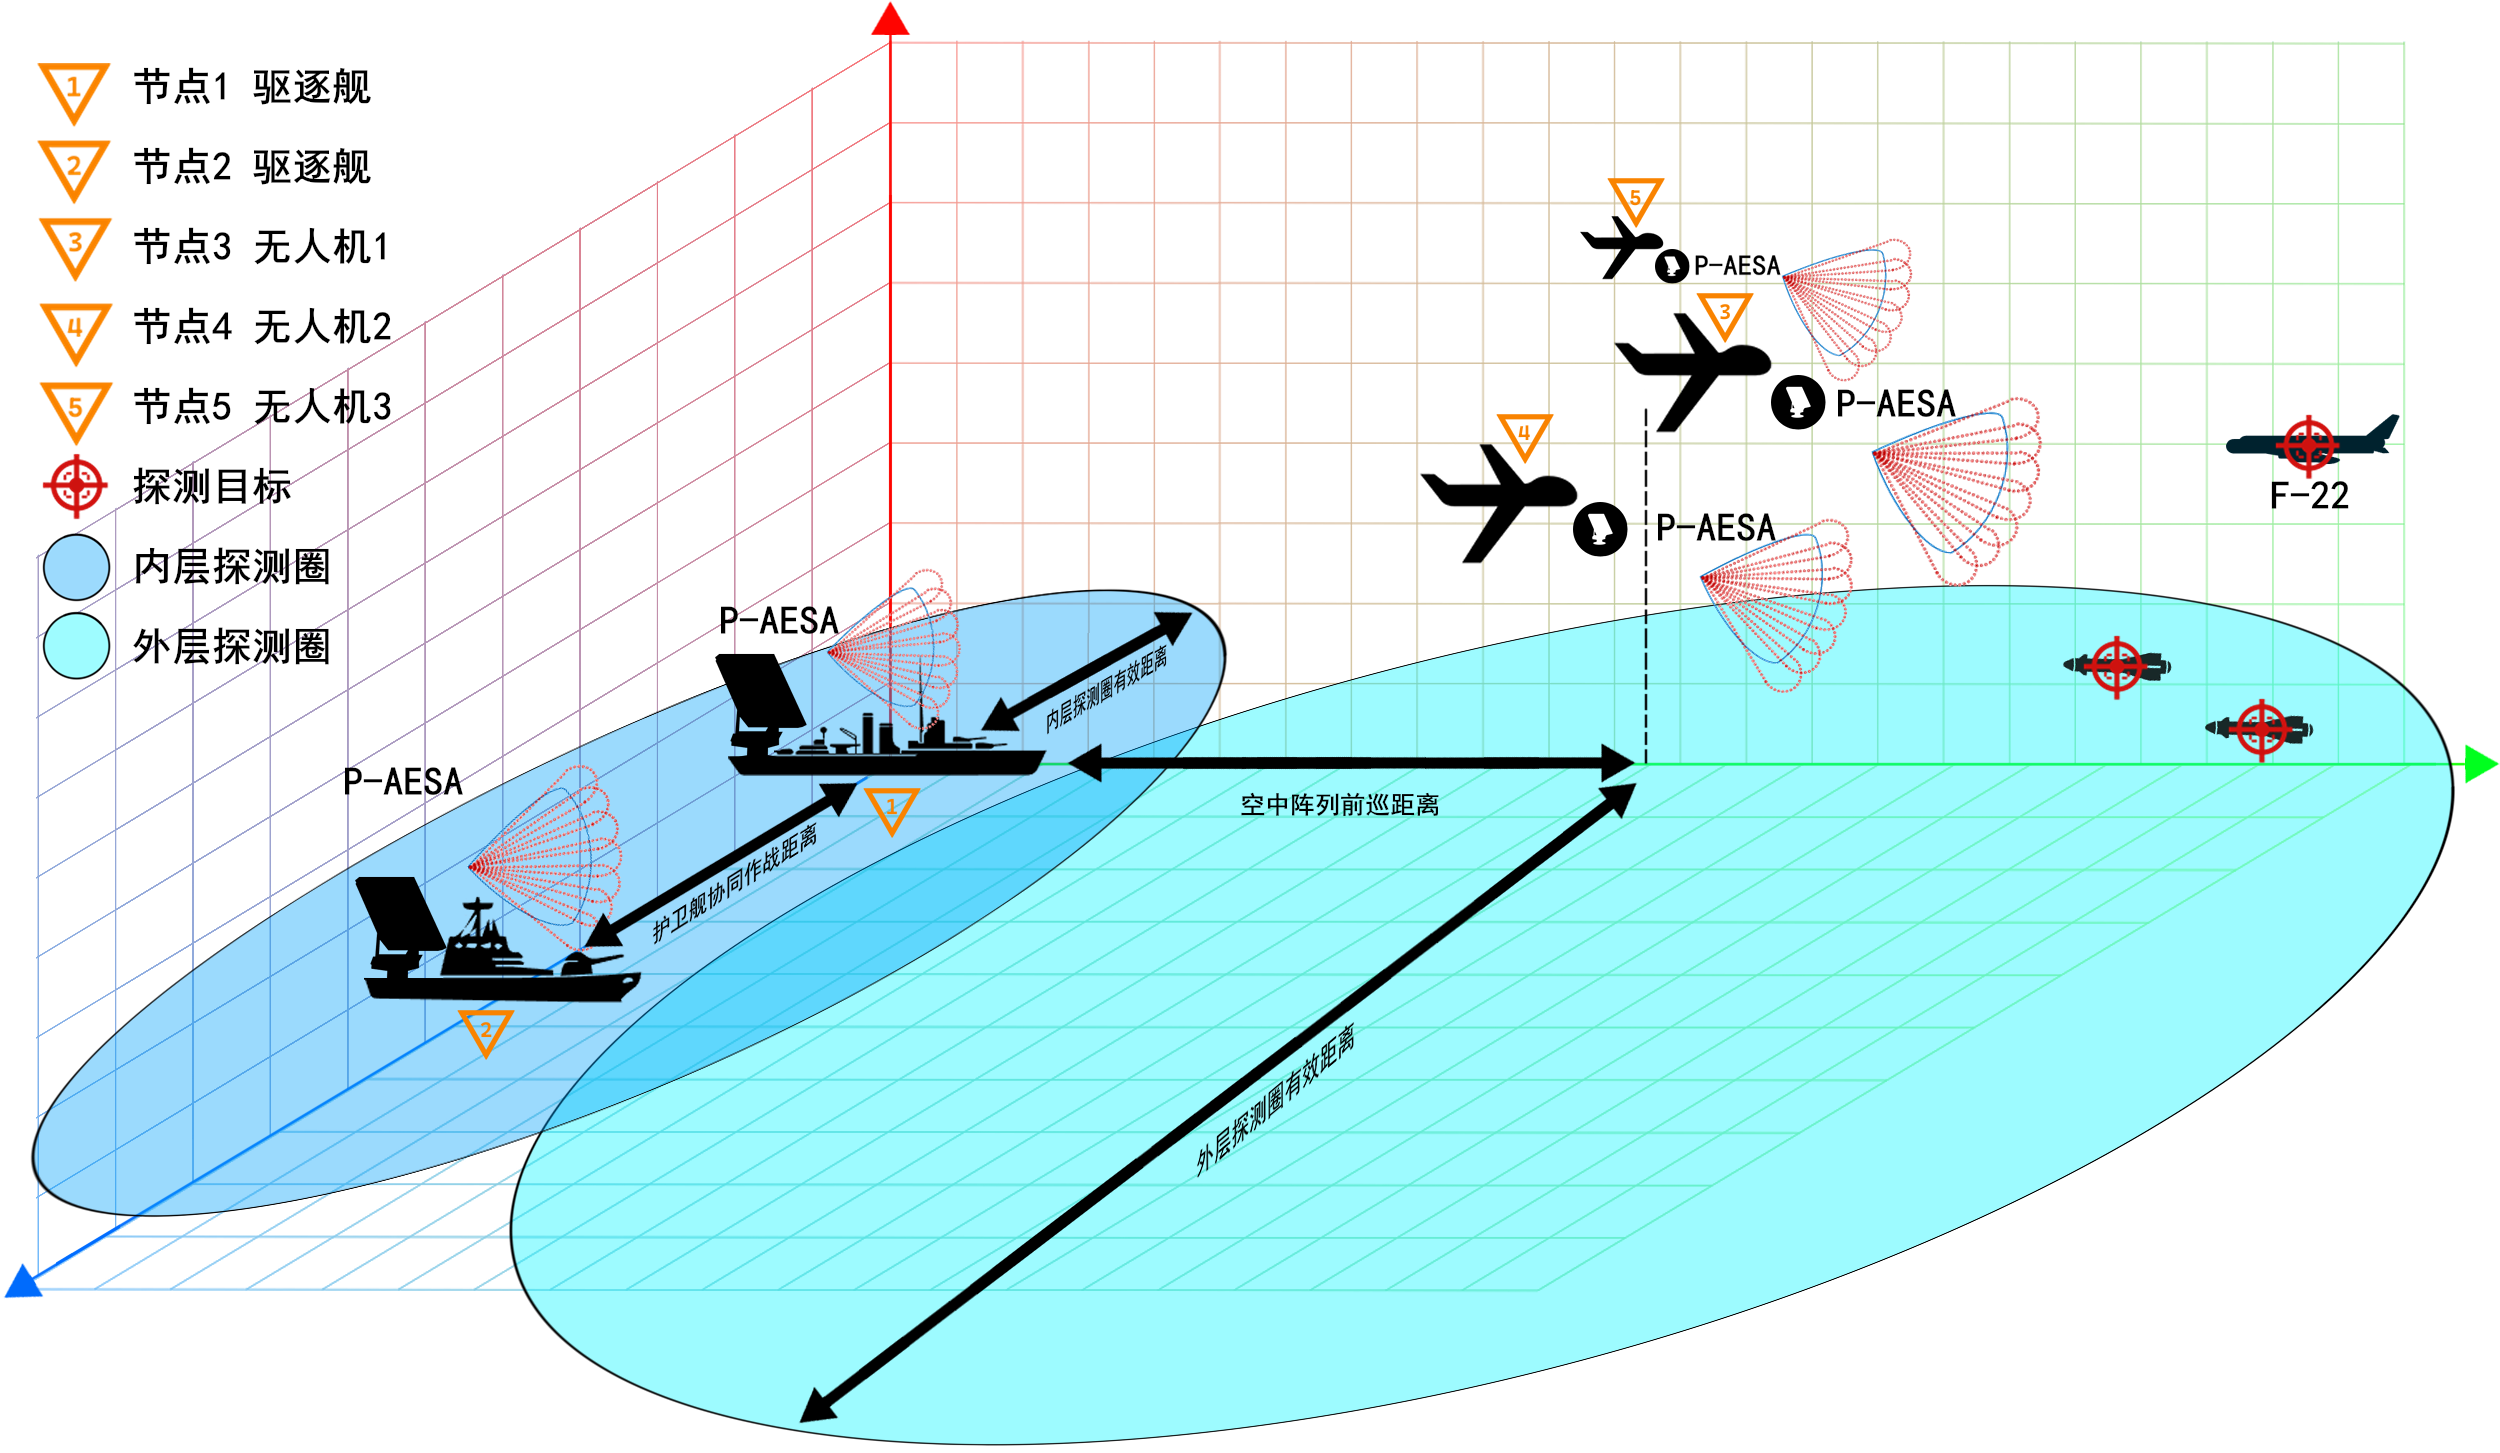 1 节点1 驱逐舰
2 节点2 驱逐舰
3 节点3 无人机1
4 节点4 无人机2
5 节点5 无人机3
探测目标
内层探测圈
外层探测圈
5
P-AESA
3
P-AESA
4
P-AESA
F-22
P-AESA
内层探测圈有效距离
1
空中阵列前巡距离
P-AESA
护卫舰协同作战距离
2
外层探测圈有效距离